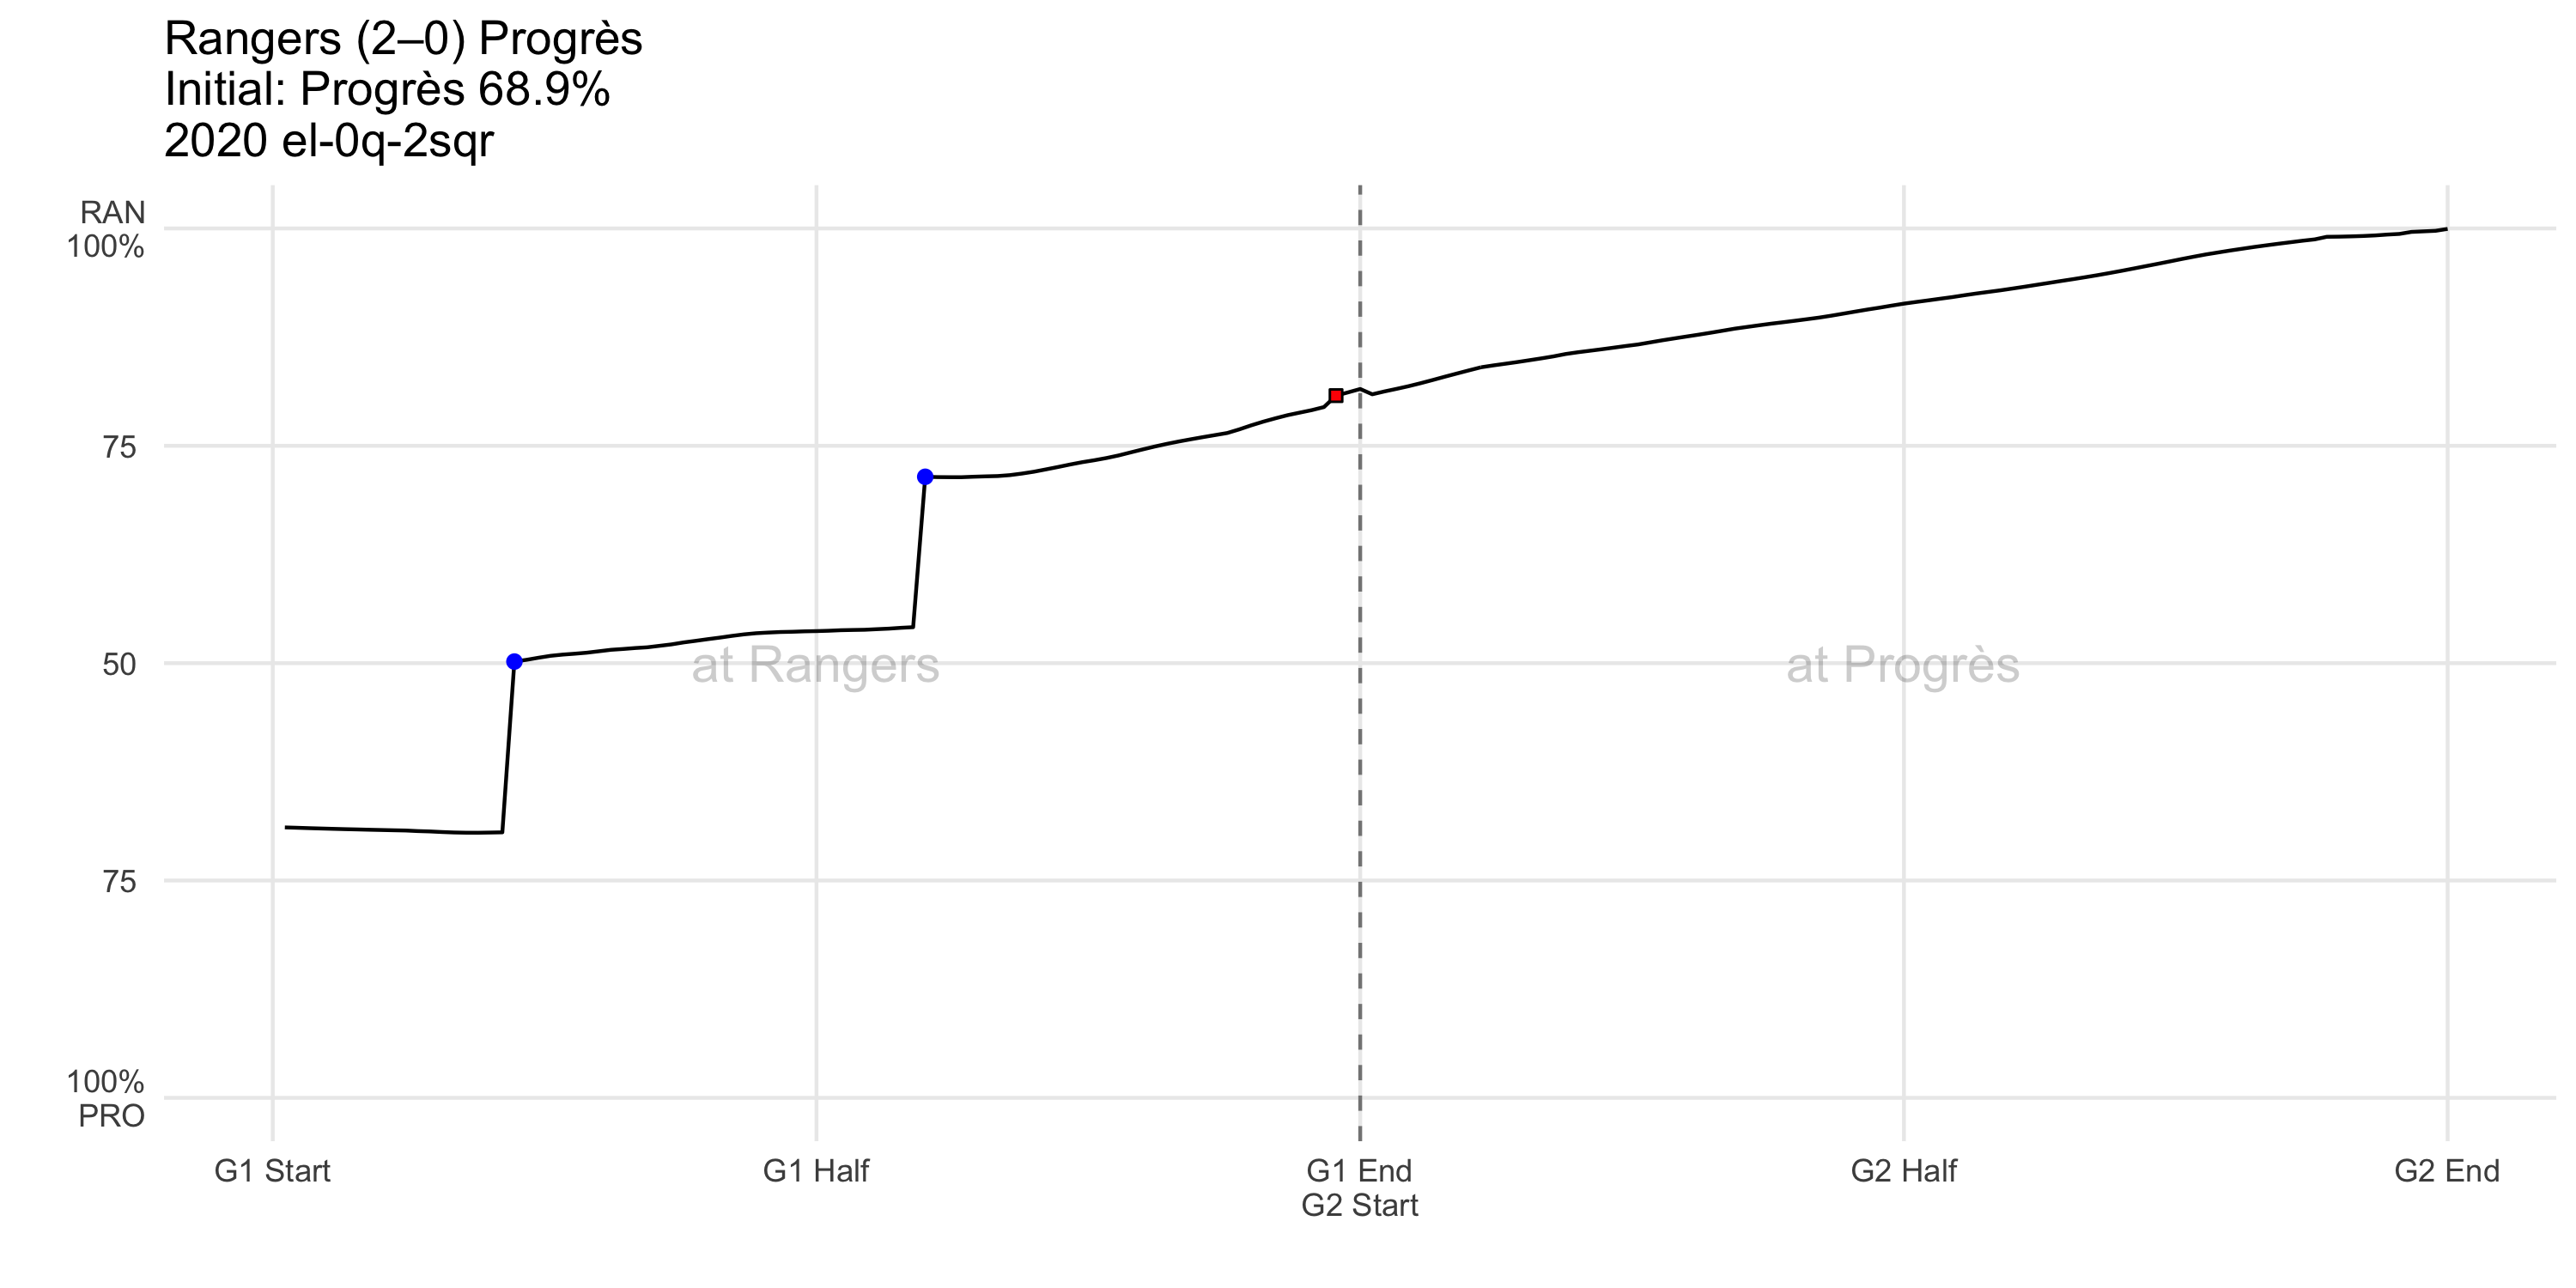 Rangers (2–0) Progrès
Initial: Progrès 68.9%
2020 el-0q-2sqr
RAN
100%
75
50
75
100%
PRO
at Rangers
at Progrès
G1 Start
G1 Half
G1 End
G2 Start
G2 Half
G2 End